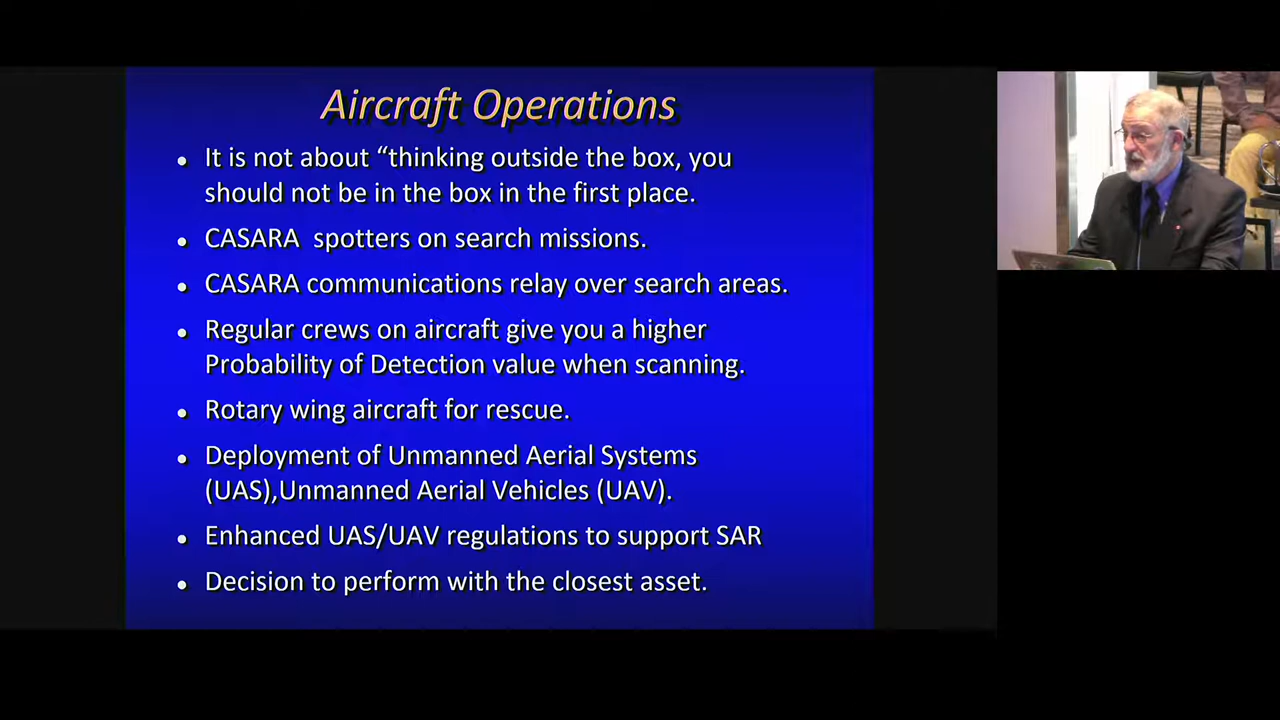 Aircraft Operations
• It is not about “thinking outside the box, you
should not be in the box in the first place.
• CASARA  spotters on search missions.
• CASARA communications relay over search areas.
• Regular crews on aircraft give you a higher
Probability of Detection value when scanning.
• Rotary wing aircraft for rescue.
• Deployment of Unmanned Aerial Systems
(UAS),Unmanned Aerial Vehicles (UAV).
• Enhanced UAS/UAV regulations to support SAR
• Decision to perform with the closest asset.